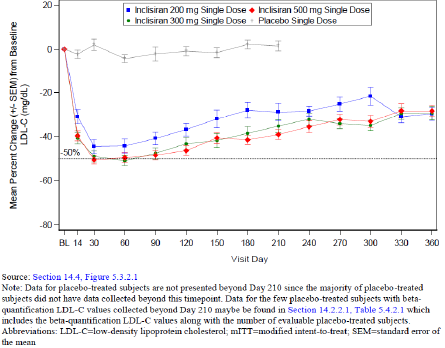 Inclisiran 200 mg Single Dose Inclisiran 500 mg Single Dose
Inclisiran 300 mg Single Dose Placebo Single Dose
Mean Percent Change (+/- SEM) from Baseline
LDL-C (mg/dL)
20
0
-20
-40
-50%
-60
-80
BL 14 30 60 90 120 150 180 210 240 270 300 330 360
Visit Day
Source: Section 14.4, Figure 5.3.2.1
Note: Data for placebo-treated subjects are not presented beyond Day 210 since the majority of placebo-treated
subjects did not have data collected beyond this timepoint. Data for the few placebo-treated subjects with beta-
quantification LDL-C values collected beyond Day 210 maybe be found in Section 14.2.2.1, Table 5.4.2.1 which
includes the beta-quantification LDL-C values along with the number of evaluable placebo-treated subjects.
Abbreviations: LDL-C=low-density lipoprotein cholesterol; mITT=modified intent-to-treat; SEM=standard error of
the mean